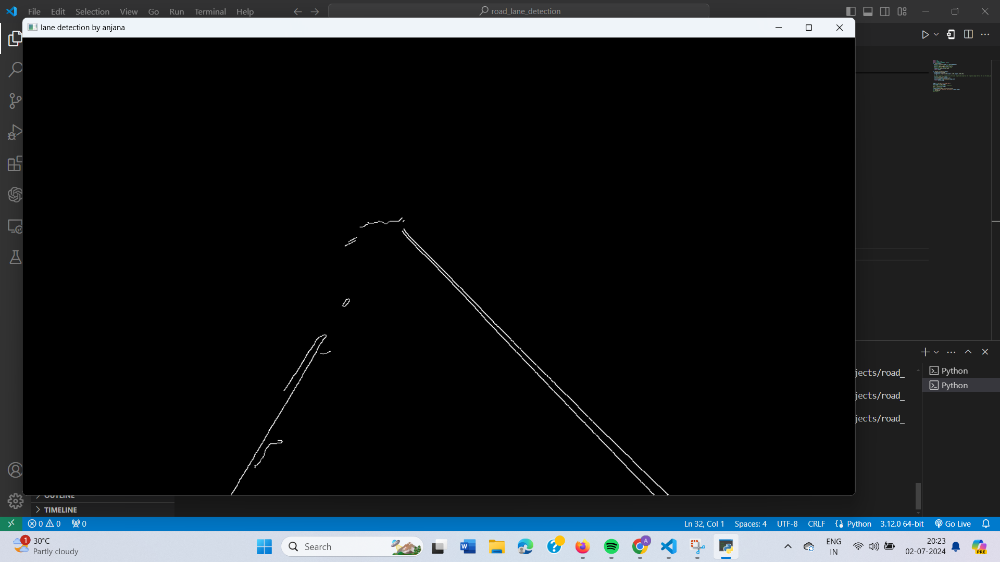 File Edit Selection View Go Run Terminal Help
road_lane_detection
lane detection by anjana
jects/road_
jects/road_
jects/road_
Python
Python
OUTLINE
TIMELINE
0 0 0
Ln 32, Col 1 Spaces: 4 UTF-8 CRLF Python 3.12.0 64-bit Go Live
1
30°C
Partly cloudy
Search
A
ENG
IN
20:23
02-07-2024
PRE